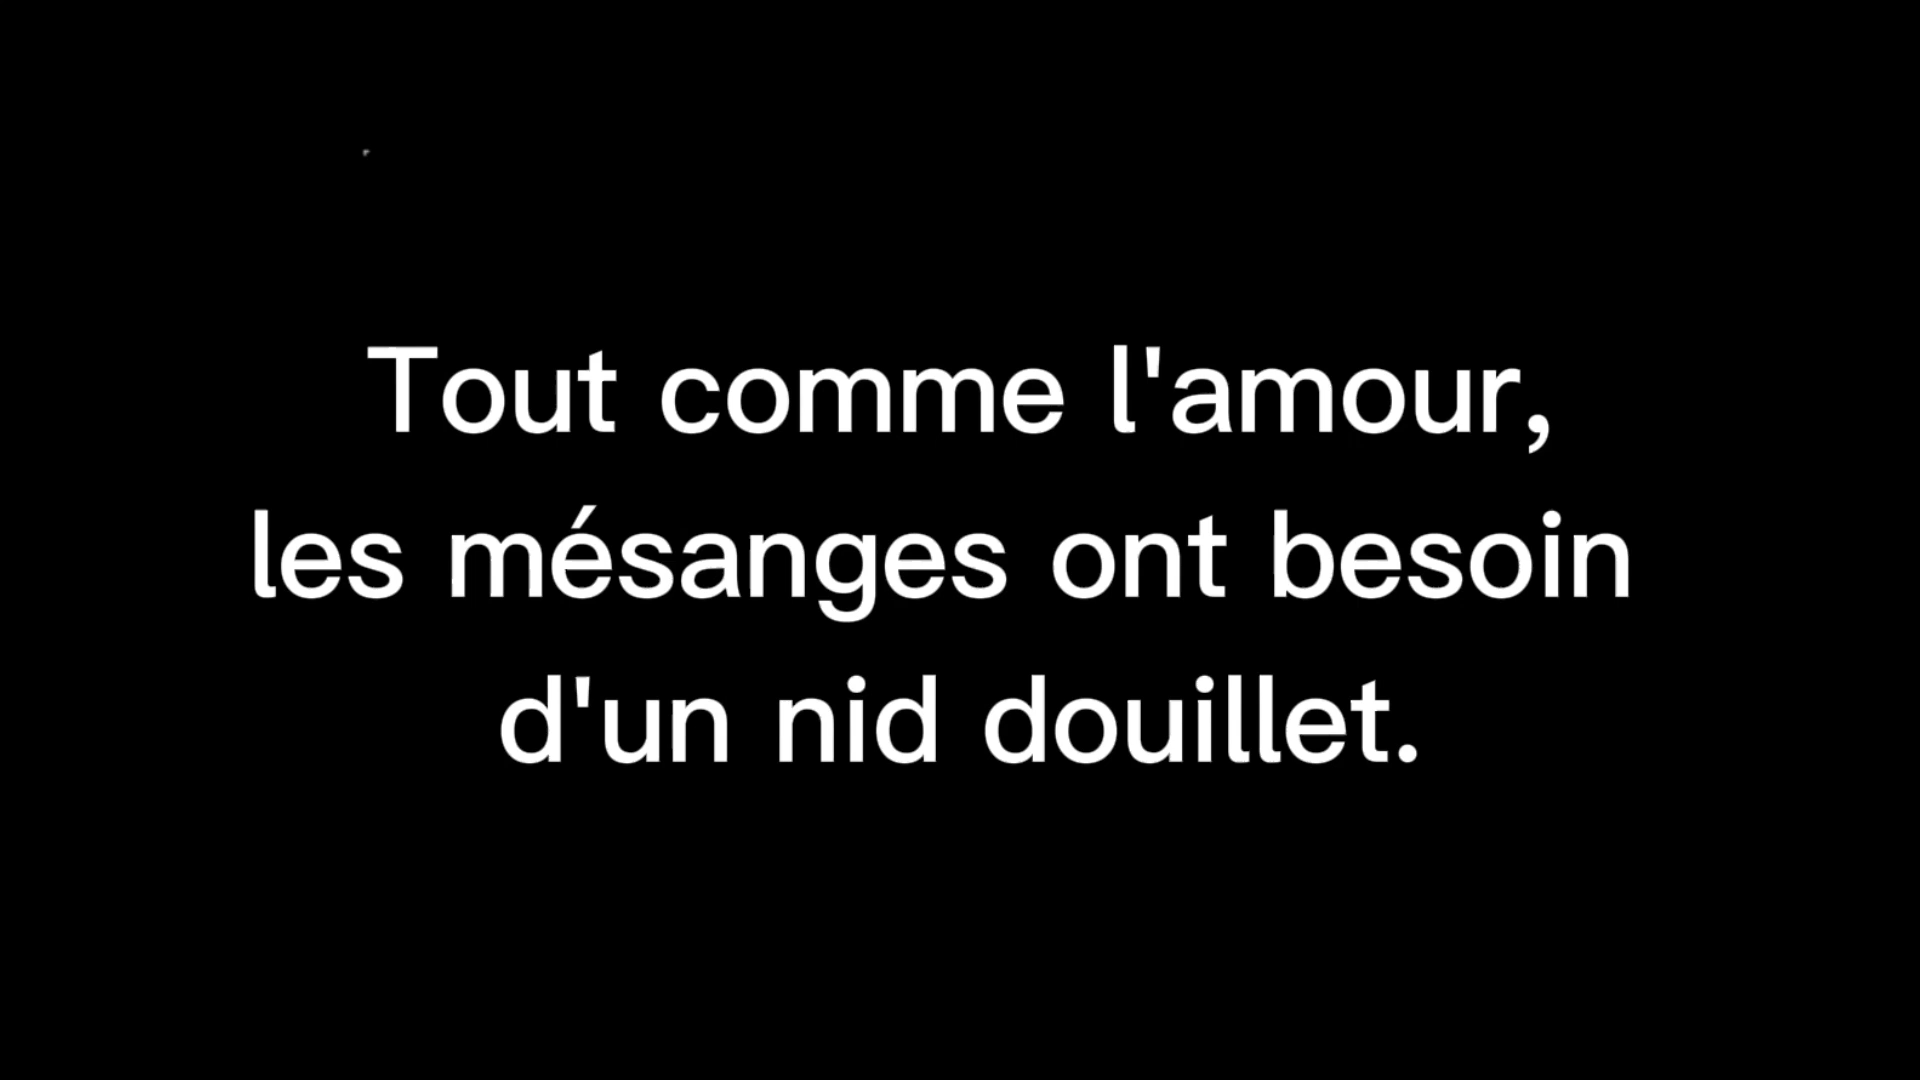 Tout comme l'amour,
les mésanges ont besoin
d'un nid douillet.